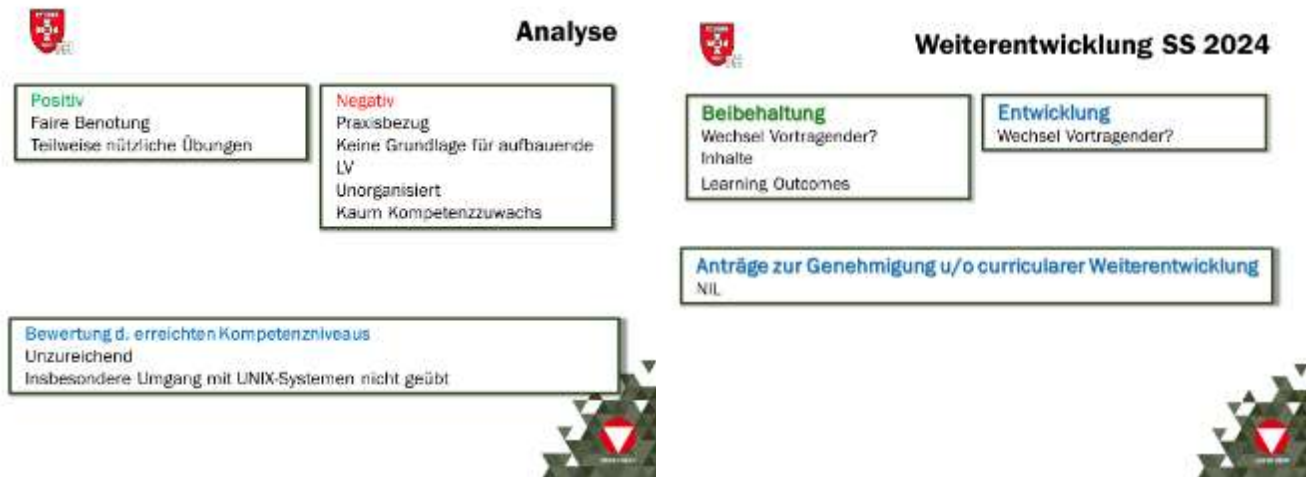 Analyse
Positiv
Faire Benotung
Teilweise nützliche Übungen
Negativ
Praxisbezug
Keine Grundlage für aufbauende
LV
Unorganisiert
Kaum Kompetenzzuwachs
Bewertung d. erreichten Kompetenzniveaus
Unzureichend
Insbesondere Umgang mit UNIX-Systemen nicht geübt
Weiterentwicklung SS 2024
Beibehaltung
Wechsel Vortragender?
Inhalte
Learning Outcomes
Entwicklung
Wechsel Vortragender?
Anträge zur Genehmigung u/o curricularer Weiterentwicklung
NIL